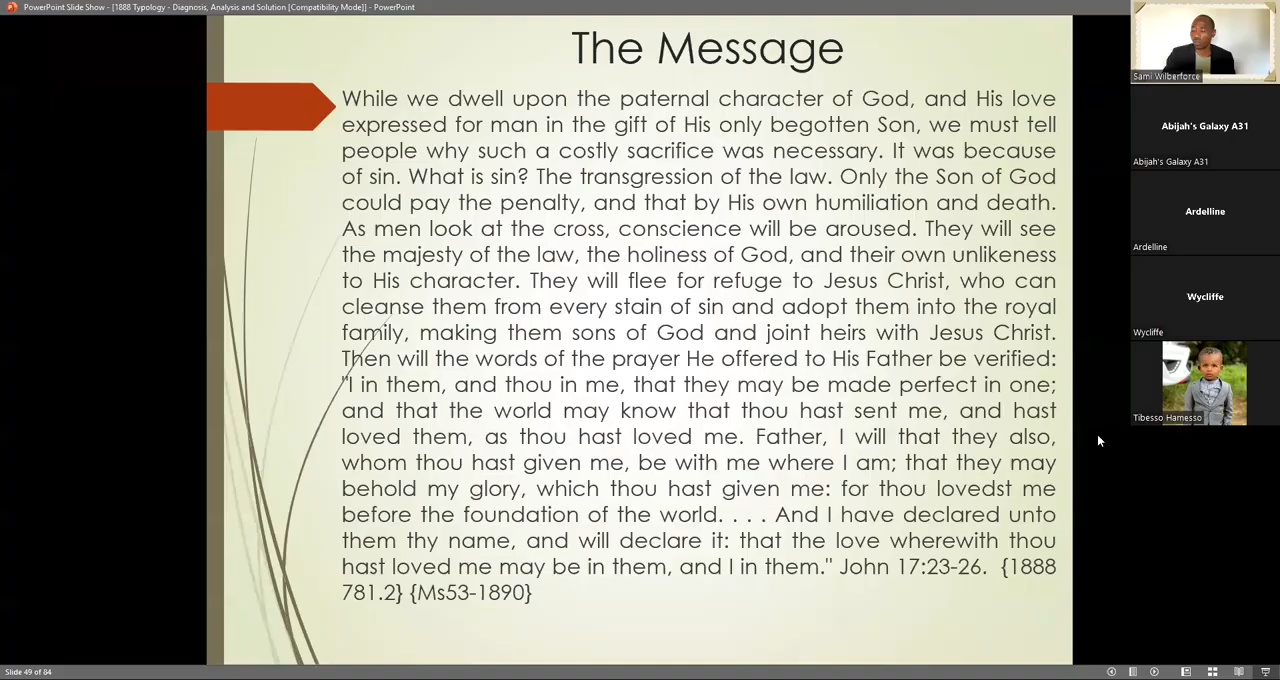 PowerPoint Slide Show - [1888 Typology - Diagnosis, Analysis and Solution [Compatibility Mode]] - PowerPoint
The Message
While we dwell upon the paternal character of God, and His love
expressed for man in the gift of His only begotten Son, we must tell
people why such a costly sacrifice was necessary. It was because
of sin. What is sin? The transgression of the law. Only the Son of God
could pay the penalty, and that by His own humiliation and death.
As men look at the cross, conscience will be aroused. They will see
the majesty of the law, the holiness of God, and their own unlikeness
to His character. They will flee for refuge to Jesus Christ, who can
cleanse them from every stain of sin and adopt them into the royal
family, making them sons of God and joint heirs with Jesus Christ.
Then will the words of the prayer He offered to His Father be verified:
"I in them, and thou in me, that they may be made perfect in one;
and that the world may know that thou hast sent me, and hast
loved them, as thou hast loved me. Father, I will that they also,
whom thou hast given me, be with me where I am; that they may
behold my glory, which thou hast given me: for thou lovedst me
before the foundation of the world. . . . And I have declared unto
them thy name, and will declare it: that the love wherewith thou
hast loved me may be in them, and I in them." John 17:23-26. {1888
781.2} {Ms53-1890}
Sami Wilberforce
Abijah's Galaxy A31
Abijah's Galaxy A31
Ardelline
Ardelline
Wycliffe
Wycliffe
Tibesso Hamesso
Slide 49 of 84